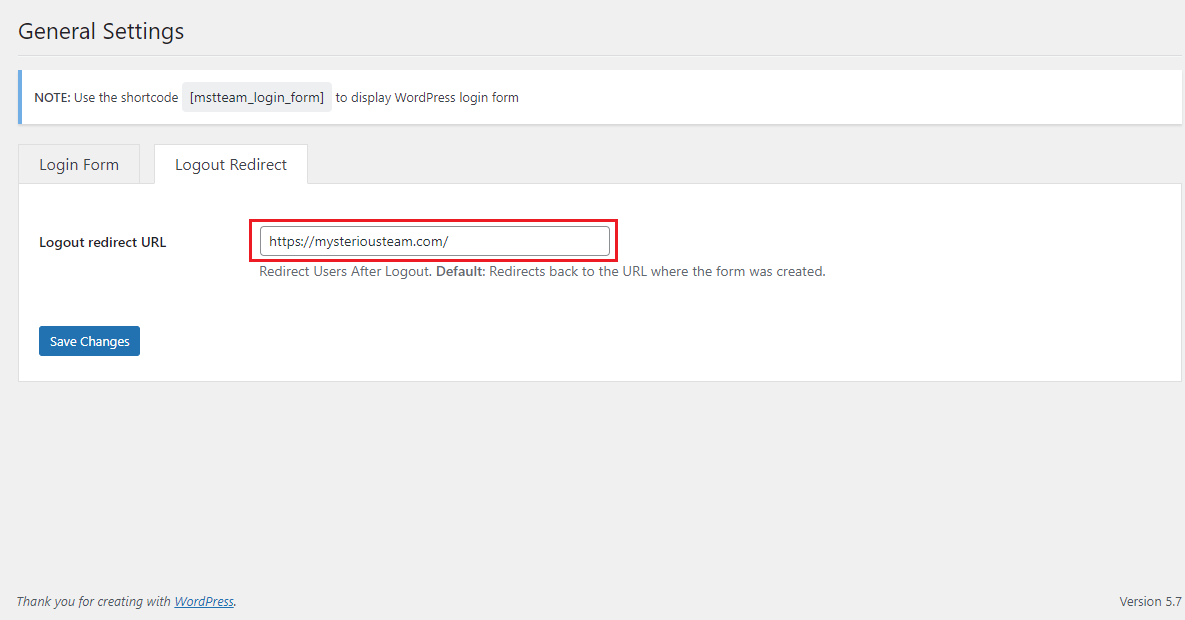 General Settings
NOTE: Use the shortcode [mstteam_login_form] to display WordPress login form
Login Form Logout Redirect
Logout redirect URL https://mysteriousteam.com/
Redirect Users After Logout. Default: Redirects back to the URL where the form was created.
Save Changes
Thank you for creating with WordPress. Version 5.7